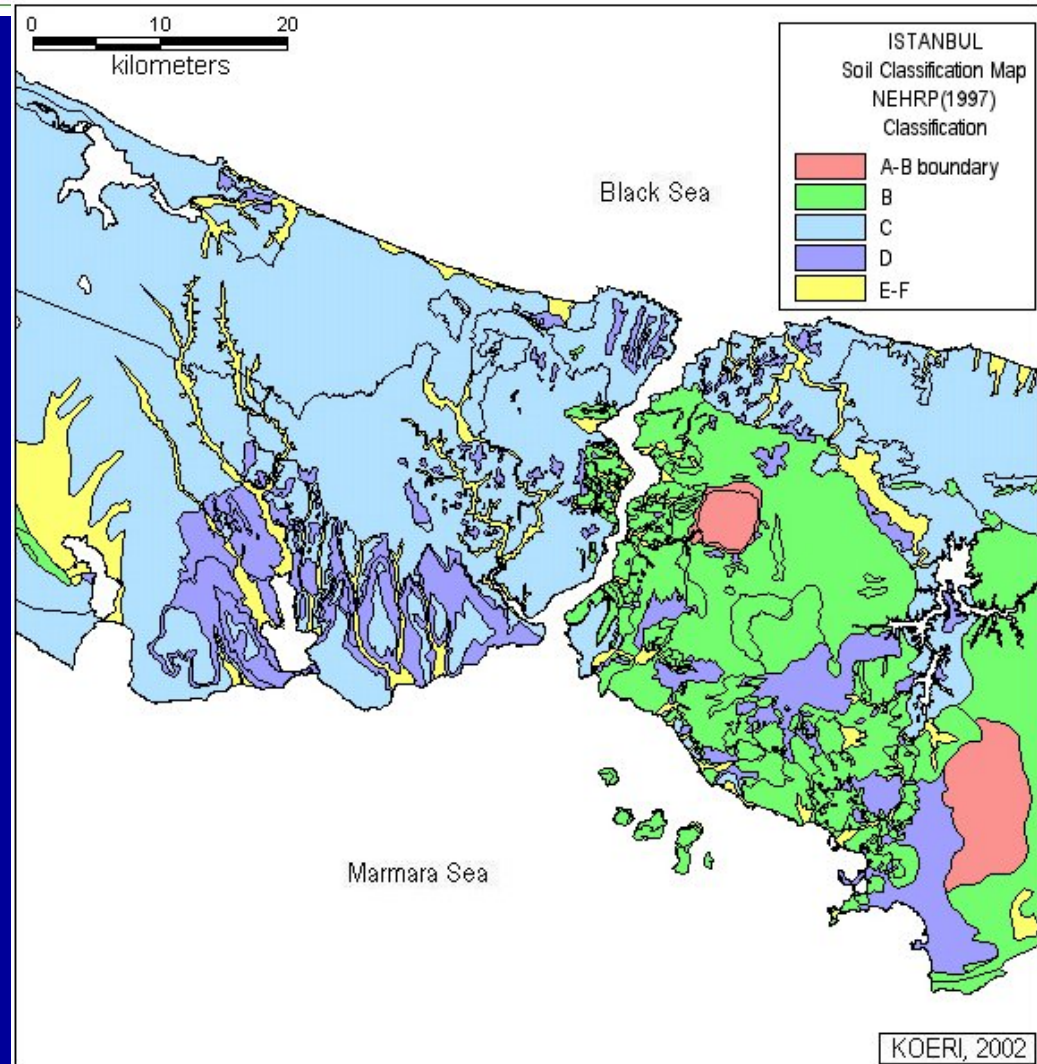 0 10 20
kilometers
ISTANBUL
Soil Classification Map
NEHRP(1997)
Classification
A-B boundary
B
C
D
E-F
Black Sea
Marmara Sea
KOERI, 2002